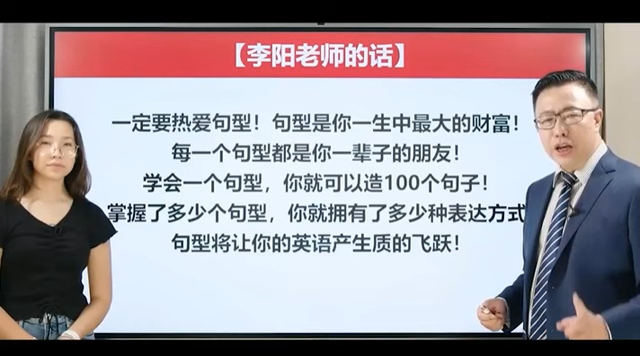 【李阳老师的话】
一定要热爱句型！句型是你一生中最大的财富！
每一个句型都是你一辈子的朋友！
学会一个句型，你就可以造100个句子！
掌握了多少个句型，你就拥有了多少种表达方式
句型将让你的英语产生质的飞跃！